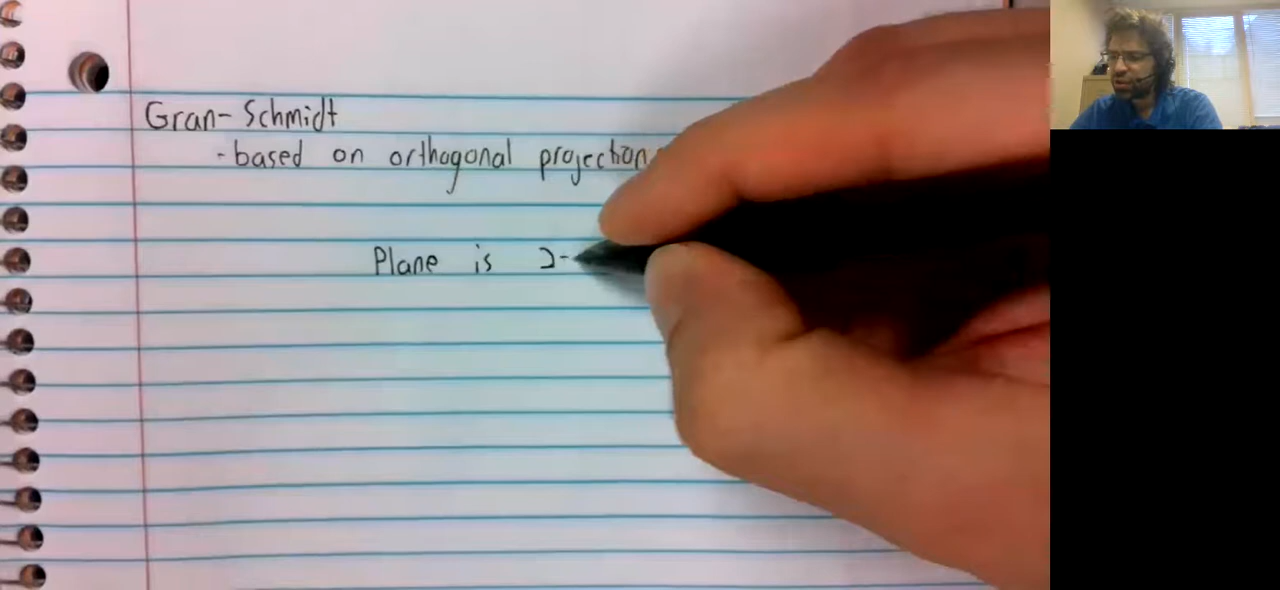 Gran-Schmidt
-based on orthogonal projection
Plane is 2-